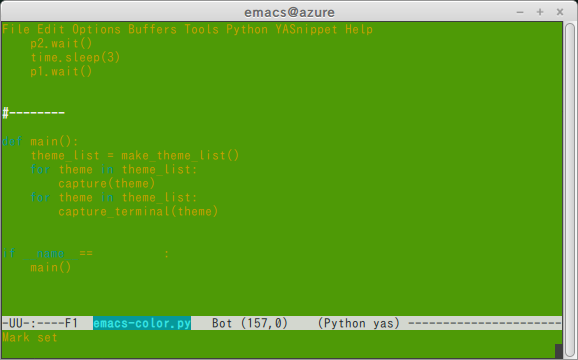 emacs@azure
File Edit Options Buffers Tools Python YASnippet Help
p2.wait()
time.sleep(3)
p1.wait()
#--------
def main():
theme_list = make_theme_list()
for theme in theme_list:
capture(theme)
for theme in theme_list:
capture_terminal(theme)
if __name__ == :
main()
-UU-:----F1 emacs-color.py Bot (157,0) (Python yas) ------------------
Mark set